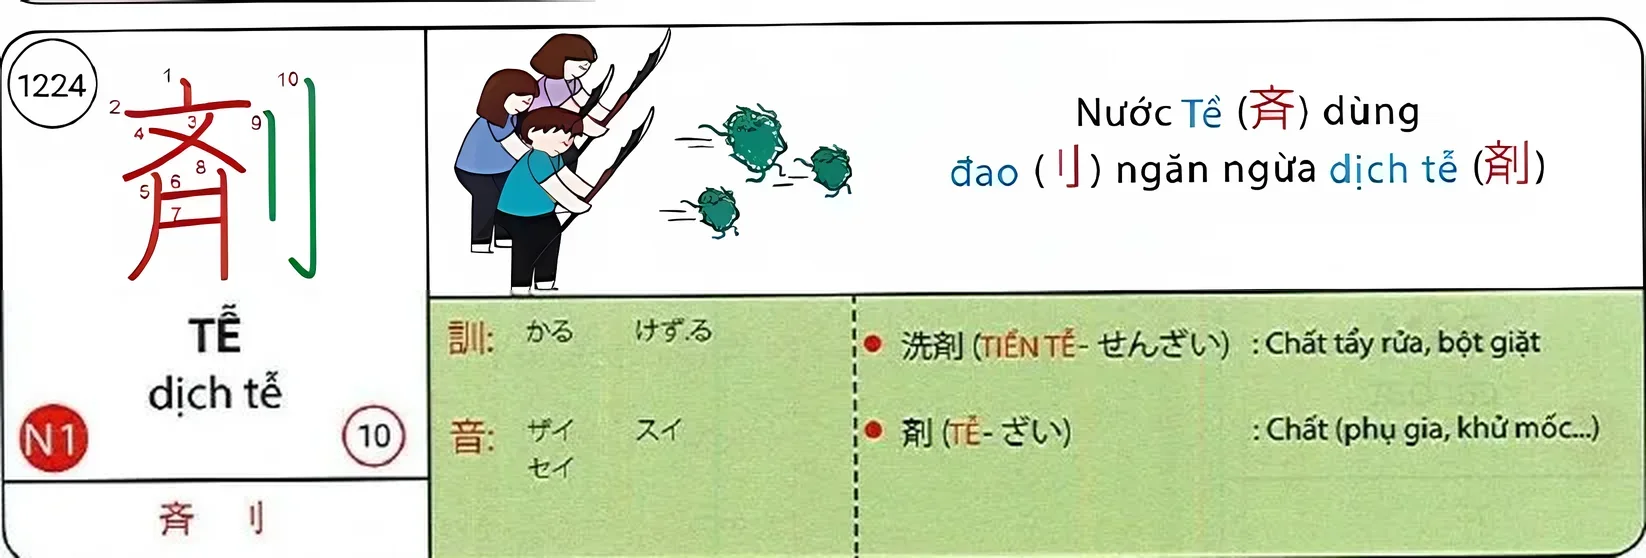 1224
1
2
3
4
5
6
7
8
9
10
剤
TỄ
dịch tễ
N1
10
斉 刂
Nước Tề (斉) dùng
đao (刂) ngăn ngừa dịch tễ (剤)
訓: かる けず.る
音: ザイ スイ
セイ
● 洗剤 (TIỂN TỄ- せんざい) : Chất tẩy rửa, bột giặt
● 剤 (TỄ- ざい) : Chất (phụ gia, khử mốc...)